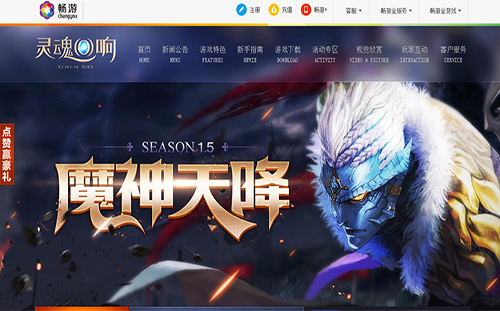 畅游
changyou
注册
充值
畅游+
客服
畅游全服务
畅游全游戏
灵魂回响
首页 新闻公告 游戏特色 新手指南 游戏下载 活动专区 视觉欣赏 玩家互动 客户服务
HOME NEWS FEATURES NEVIE DOWNLOAD ACTIVITY VIDEO & PICTURE INTERACTION SERVICE
点赞赢豪礼
SEASON 1.5
魔神天降